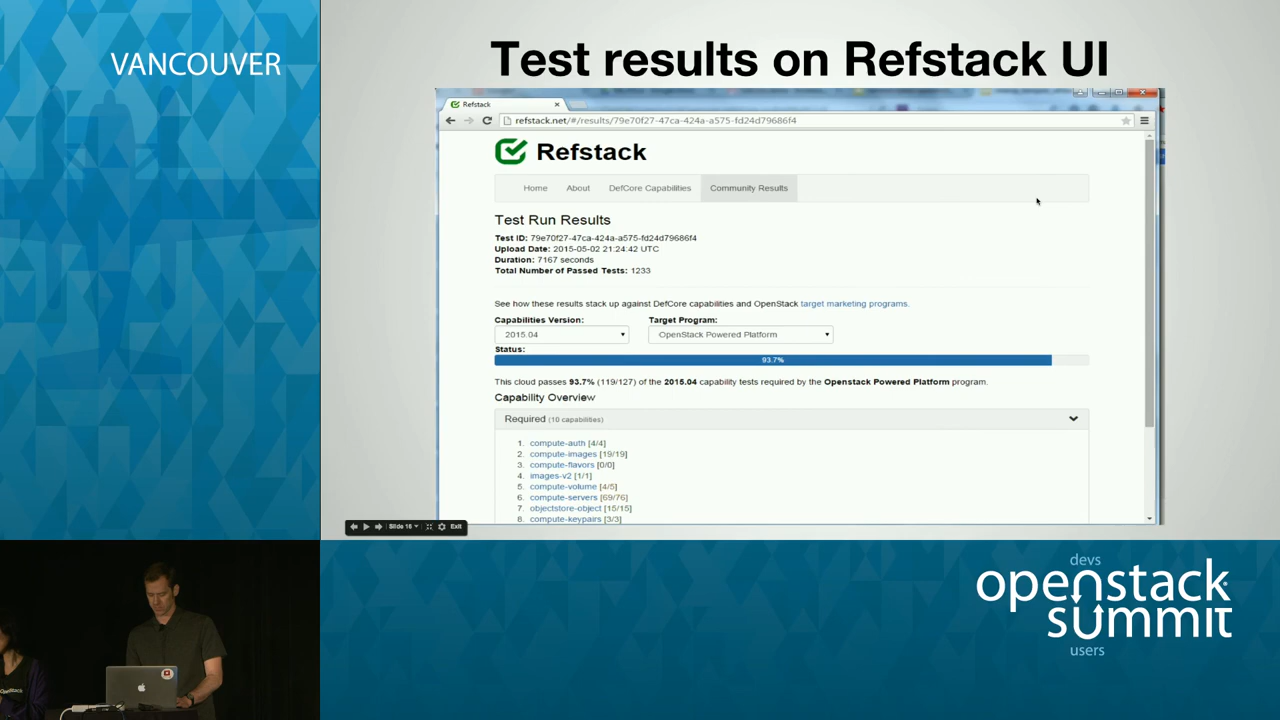 VANCOUVER
Test results on Refstack UI
Refstack
refstack.net/#/results/79e70f27-47ca-424a-a575-fd24d79686f4
Refstack
Home About DefCore Capabilities Community Results
Test Run Results
Test ID: 79e70f27-47ca-424a-a575-fd24d79686f4
Upload Date: 2015-05-02 21:24:42 UTC
Duration: 7167 seconds
Total Number of Passed Tests: 1233
See how these results stack up against DefCore capabilities and OpenStack target marketing programs.
Capabilities Version: Target Program:
2015.04 OpenStack Powered Platform
Status:
93.7%
This cloud passes 93.7% (119/127) of the 2015.04 capability tests required by the Openstack Powered Platform program.
Capability Overview
Required (10 capabilities)
1. compute-auth [4/4]
2. compute-images [19/19]
3. compute-flavors [0/0]
4. images-v2 [1/1]
5. compute-volume [4/5]
6. compute-servers [69/76]
7. objectstore-object [15/15]
8. compute-keypairs [3/3]
Slide 16 Exit
devs
openstack
summit
users
openstack